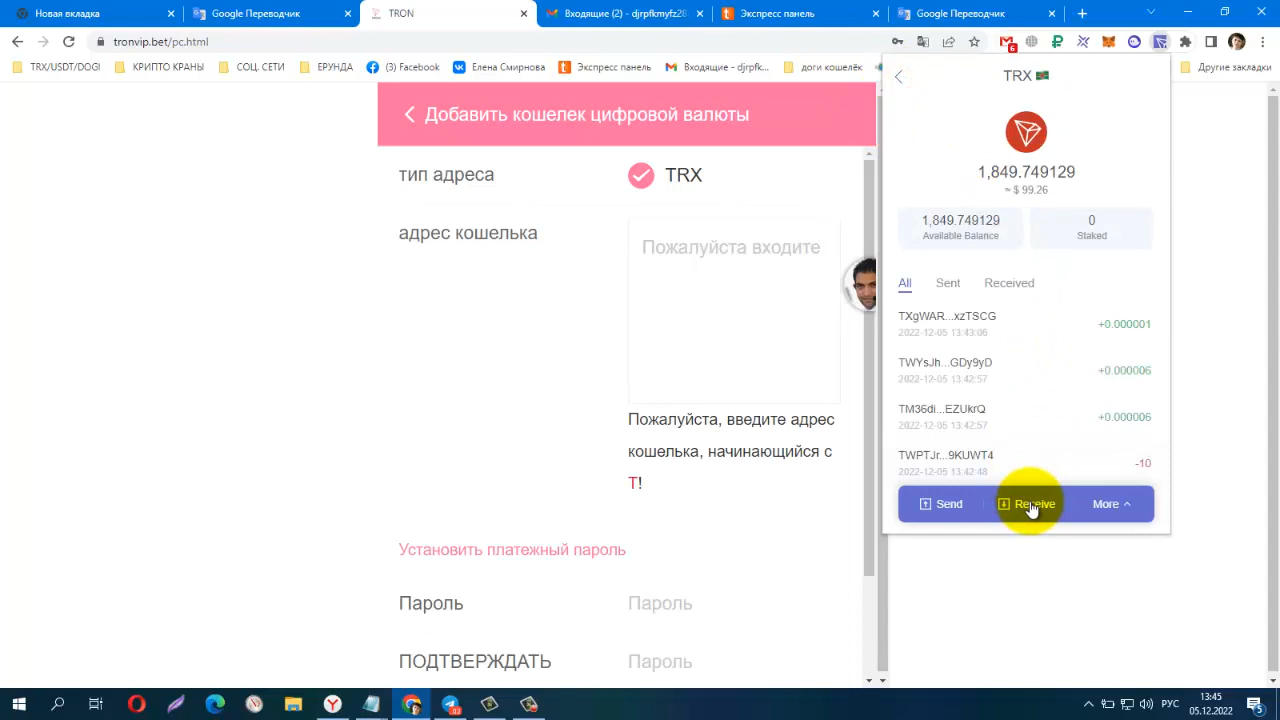 Новая вкладка
Google Переводчик
TRON
Входящие (2) - djrpfkmyfz28
Экспресс панель
Google Переводчик
tronvip.bet/pc.html
6
TRX/USDT/DOGI
КРИПТО КРАНЫ
СОЦ. СЕТИ
ЕРУНДА
(3) Facebook
Елена Смирнова
Экспресс панель
Входящие – djrpf...
доги кошелёк
Другие закладки
Добавить кошелек цифровой валюты
тип адреса
TRX
адрес кошелька
Пожалуйста входите
Пожалуйста, введите адрес
кошелька, начинающийся с
T!
Установить платежный пароль
Пароль
Пароль
ПОДТВЕРЖДАТЬ
Пароль
TRX
1,849.749129
≈ $ 99.26
1,849.749129
Available Balance
0
Staked
All
Sent
Received
TXgWAR...xzTSCG
2022-12-05 13:43:06
+0.000001
TWYsJh...GDy9yD
2022-12-05 13:42:57
+0.000006
TM36di...EZUkrQ
2022-12-05 13:42:57
+0.000006
TWPTJr...9KUWT4
2022-12-05 13:42:48
-10
Send
Receive
More
РУС
13:45
05.12.2022